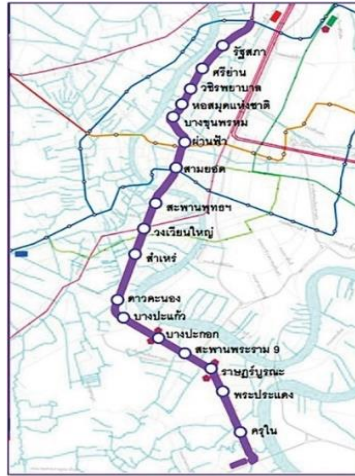 รัฐสภา
ศรีย่าน
วชิรพยาบาล
หอสมุดแห่งชาติ
บางขุนพรหม
ผ่านฟ้า
สามยอด
สะพานพุทธฯ
วงเวียนใหญ่
สำเหร่
ดาวคะนอง
บางปะแก้ว
บางปะกอก
สะพานพระราม 9
ราษฎร์บูรณะ
พระประแดง
ครุใน